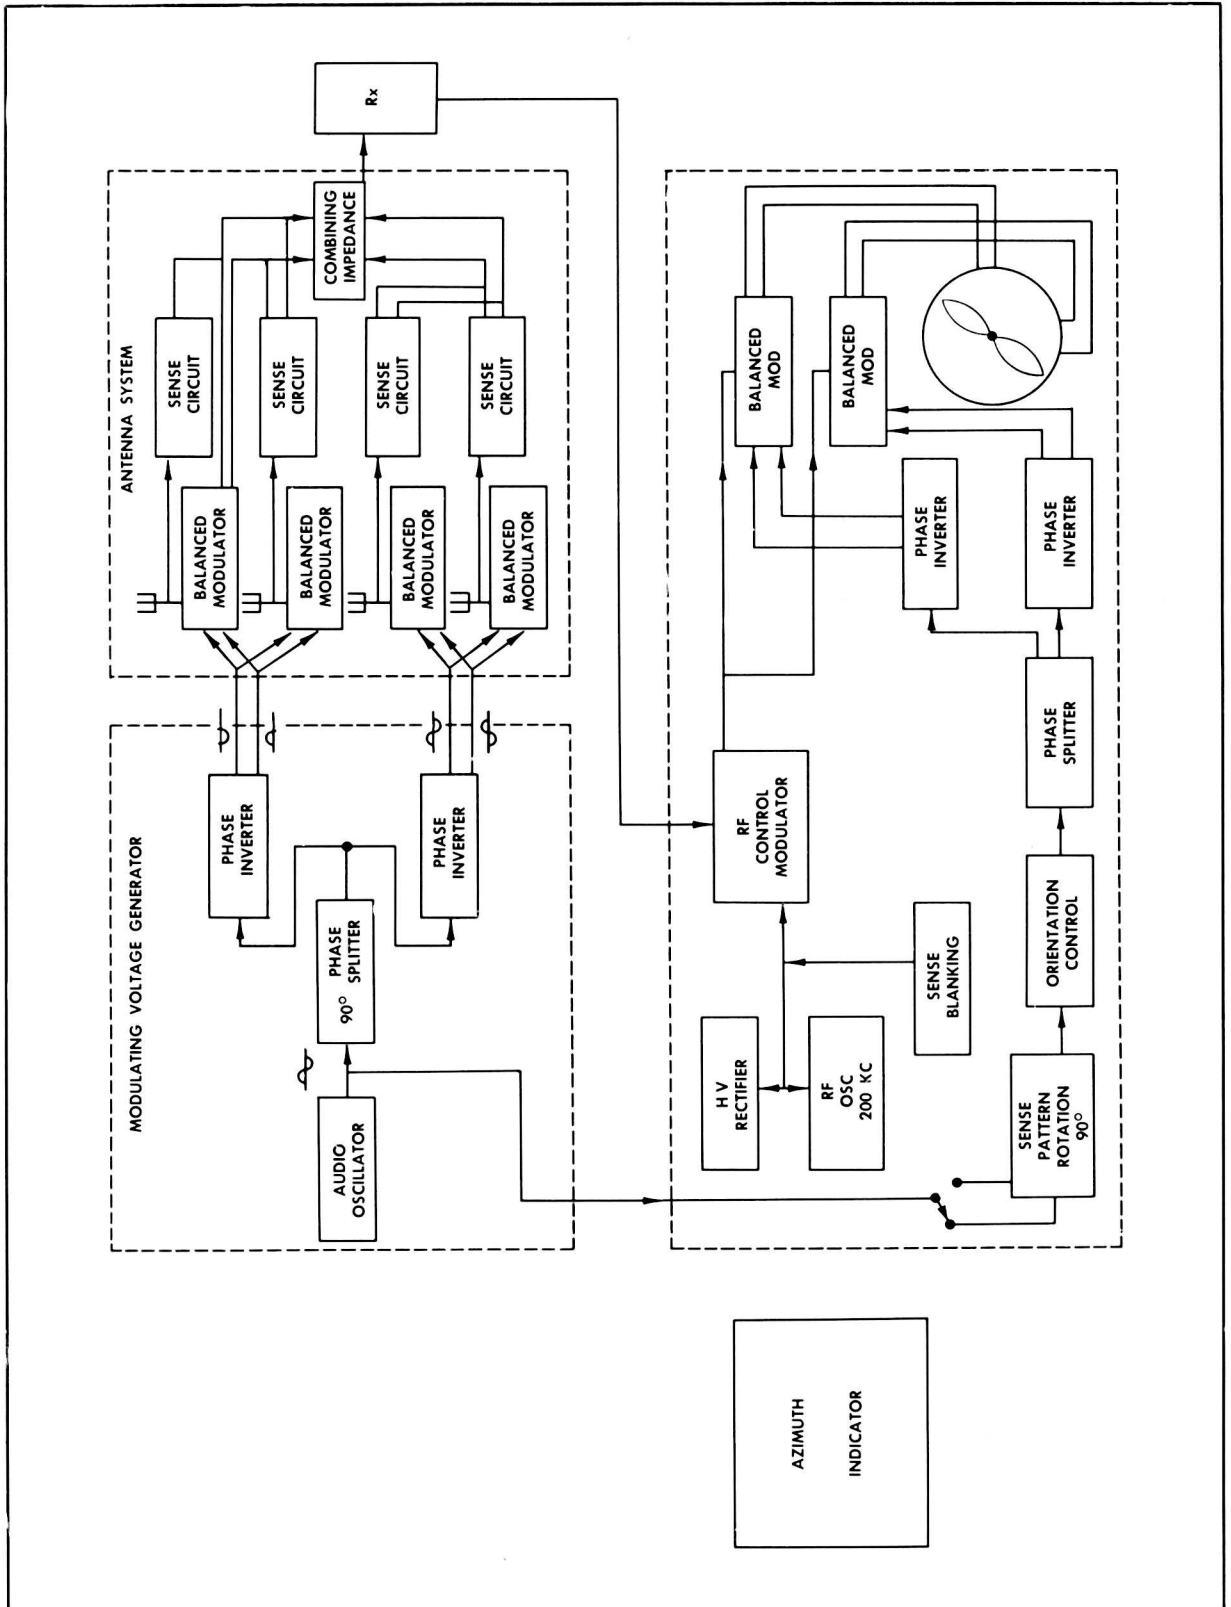 MODULATING VOLTAGE GENERATOR
AUDIO
OSCILLATOR
90° PHASE
SPLITTER
PHASE
INVERTER
PHASE
INVERTER
ANTENNA SYSTEM
BALANCED
MODULATOR
BALANCED
MODULATOR
BALANCED
MODULATOR
BALANCED
MODULATOR
SENSE
CIRCUIT
SENSE
CIRCUIT
SENSE
CIRCUIT
SENSE
CIRCUIT
COMBINING
IMPEDANCE
Rx
AZIMUTH
INDICATOR
H V
RECTIFIER
RF
OSC
200 KC
SENSE
BLANKING
SENSE
PATTERN
ROTATION
90°
ORIENTATION
CONTROL
RF
CONTROL
MODULATOR
PHASE
SPLITTER
PHASE
INVERTER
PHASE
INVERTER
BALANCED
MOD
BALANCED
MOD